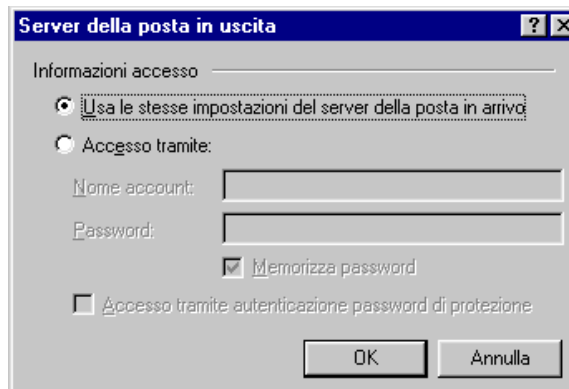 Server della posta in uscita
Informazioni accesso
Usa le stesse impostazioni del server della posta in arrivo
Accesso tramite:
Nome account:
Password:
Memorizza password
Accesso tramite autenticazione password di protezione
OK Annulla